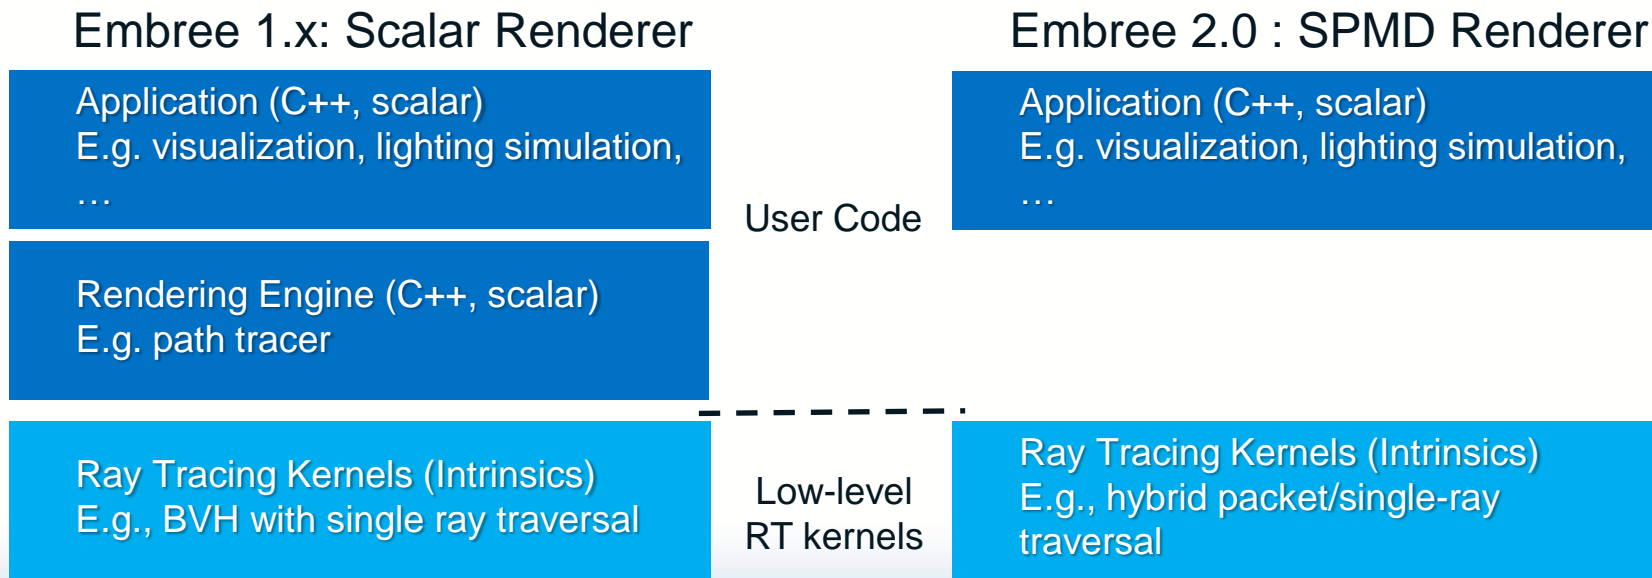 Embree 1.x: Scalar Renderer
Application (C++, scalar)
E.g. visualization, lighting simulation,
…
Rendering Engine (C++, scalar)
E.g. path tracer
Ray Tracing Kernels (Intrinsics)
E.g., BVH with single ray traversal
User Code
Low-level
RT kernels
Embree 2.0 : SPMD Renderer
Application (C++, scalar)
E.g. visualization, lighting simulation,
…
Ray Tracing Kernels (Intrinsics)
E.g., hybrid packet/single-ray
traversal